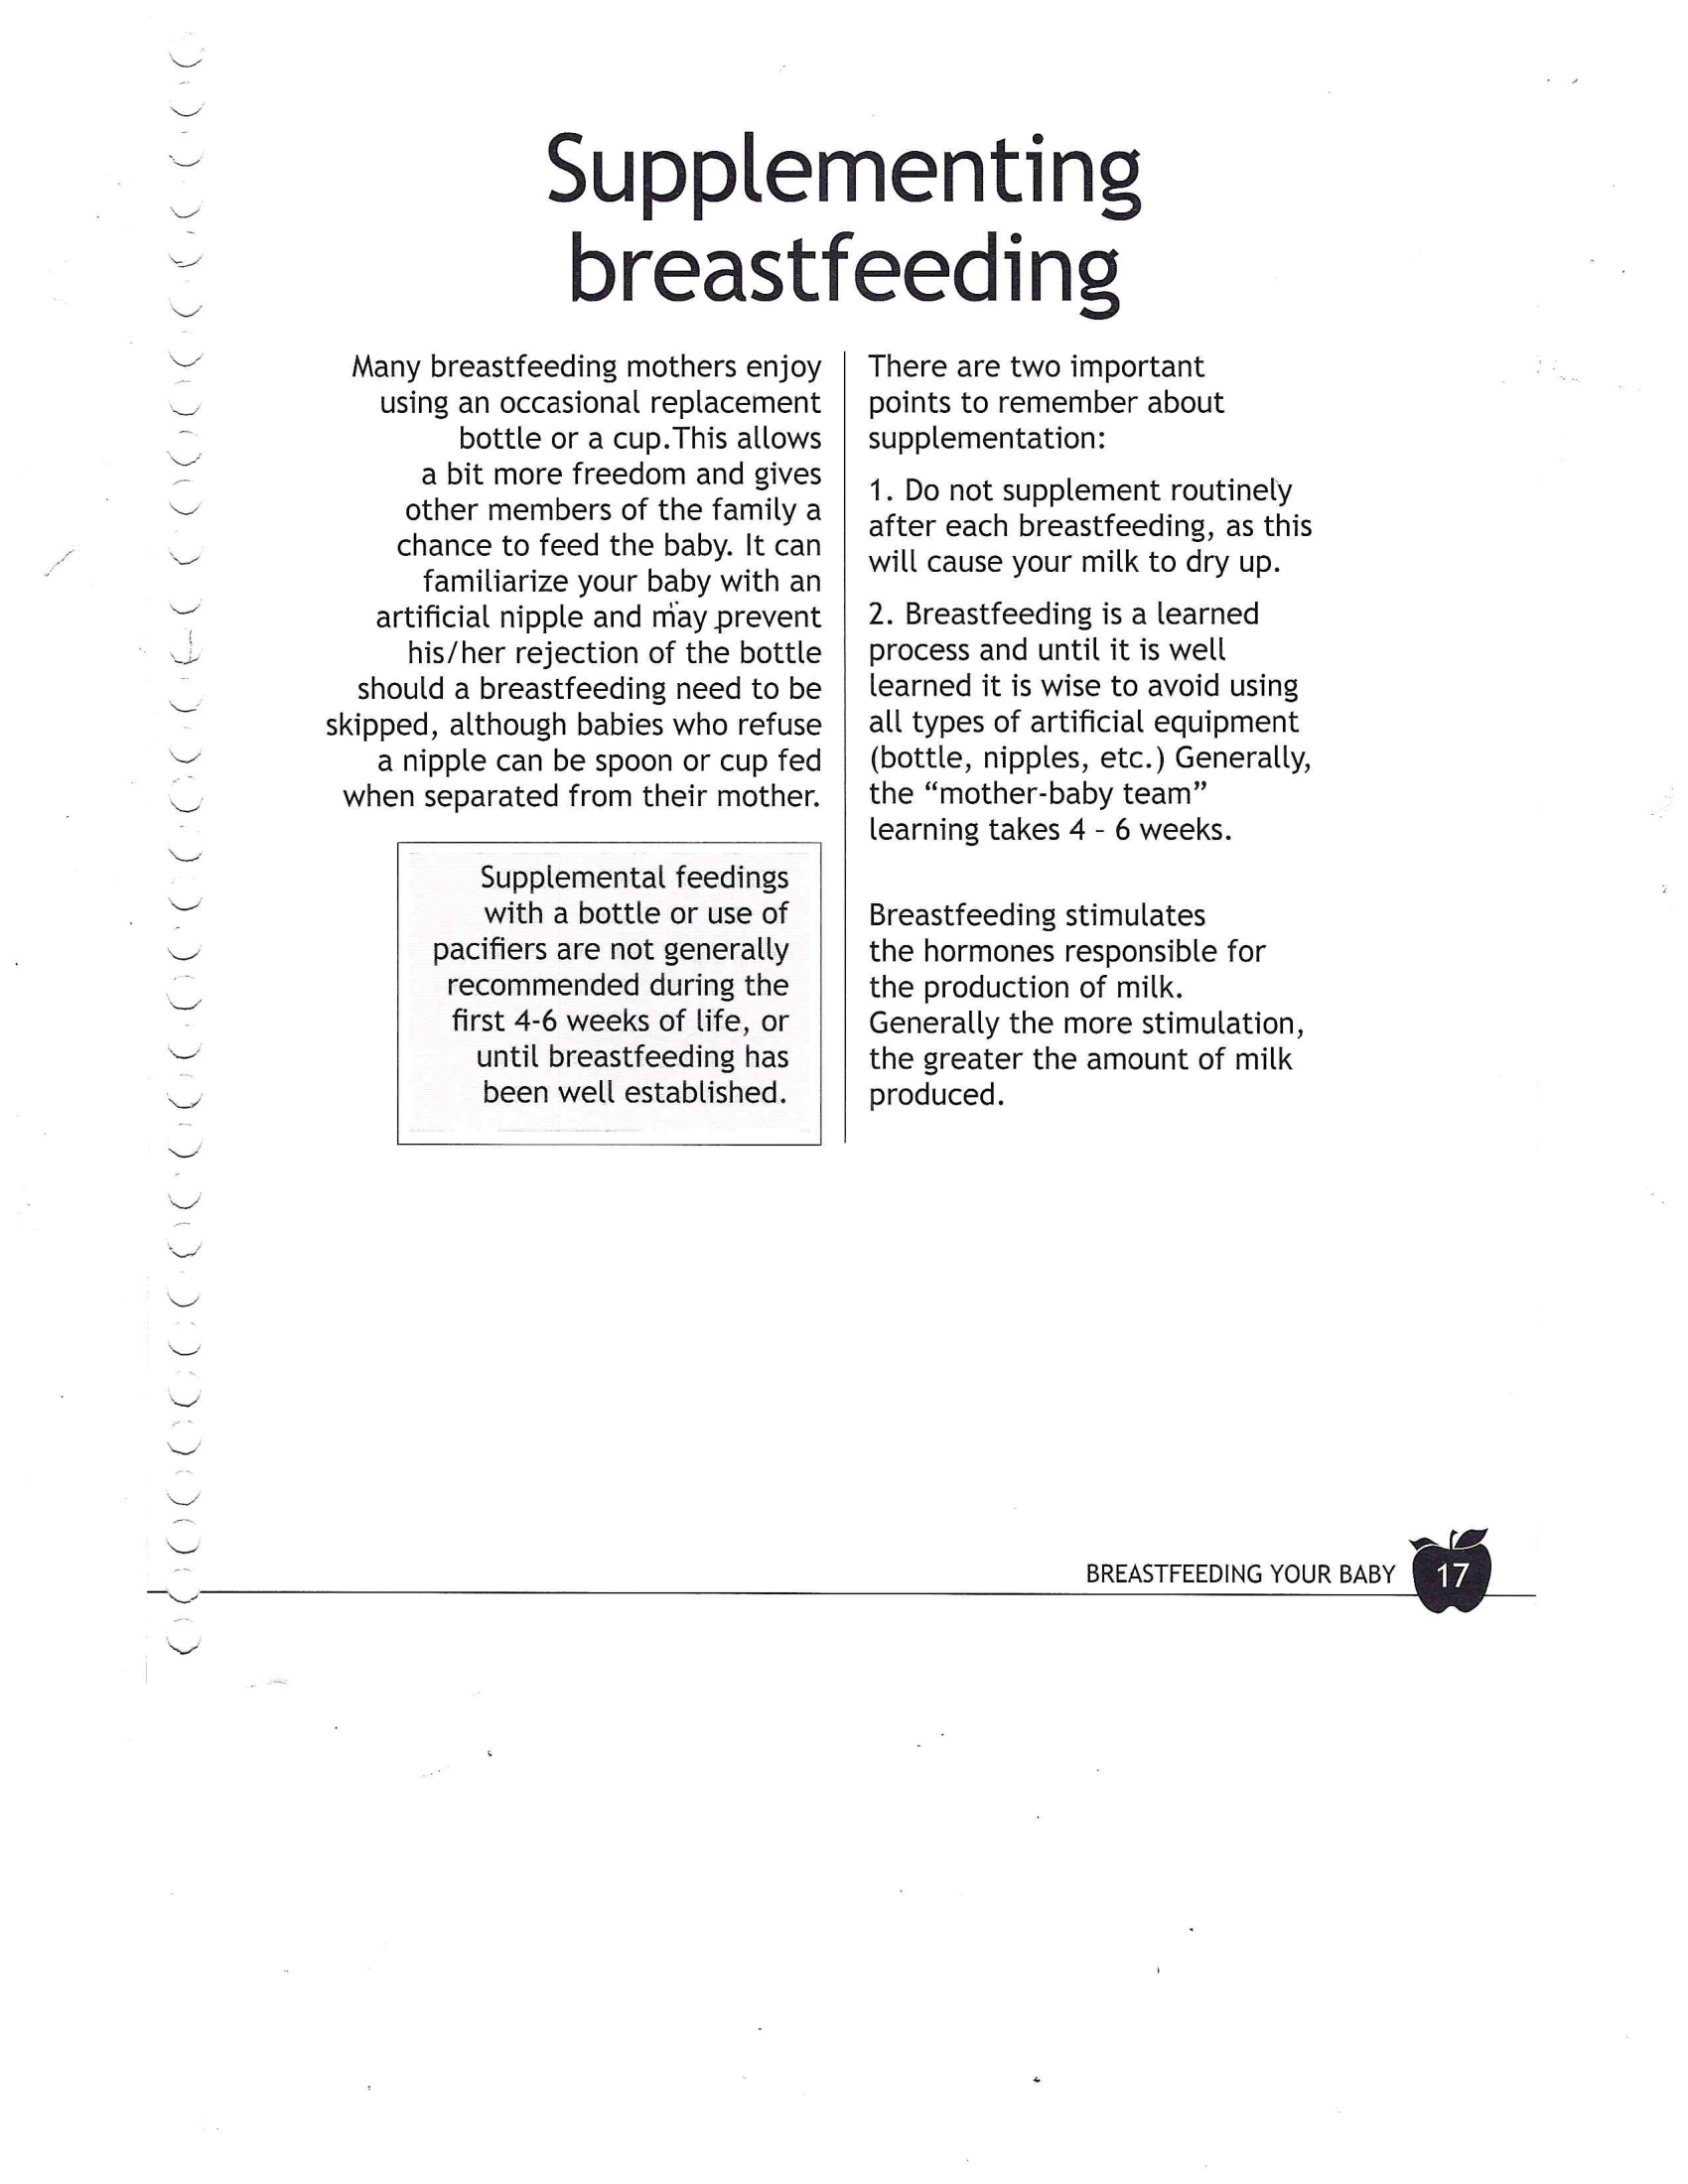 Supplementing
breastfeeding
Many breastfeeding mothers enjoy
using an occasional replacement
bottle or a cup.This allows
a bit more freedom and gives
other members of the family a
chance to feed the baby. It can
familiarize your baby with an
artificial nipple and may prevent
his/her rejection of the bottle
should a breastfeeding need to be
skipped, although babies who refuse
a nipple can be spoon or cup fed
when separated from their mother.
Supplemental feedings
with a bottle or use of
pacifiers are not generally
recommended during the
first 4-6 weeks of life, or
until breastfeeding has
been well established.
There are two important
points to remember about
supplementation:
1. Do not supplement routinely
after each breastfeeding, as this
will cause your milk to dry up.
2. Breastfeeding is a learned
process and until it is well
learned it is wise to avoid using
all types of artificial equipment
(bottle, nipples, etc.) Generally,
the “mother-baby team”
learning takes 4 - 6 weeks.
Breastfeeding stimulates
the hormones responsible for
the production of milk.
Generally the more stimulation,
the greater the amount of milk
produced.
BREASTFEEDING YOUR BABY 17